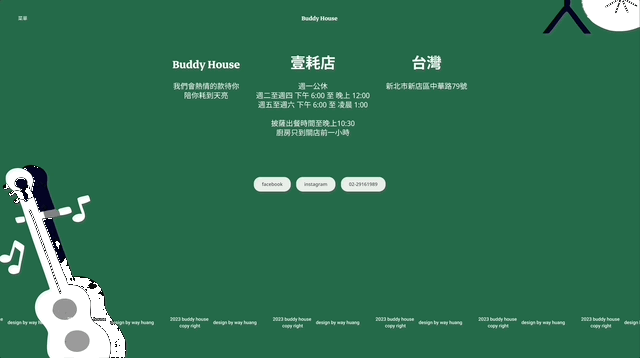 菜單
Buddy House
Buddy House
我們會熱情的款待你
陪你耗到天亮
壹耗店
週一公休
週二至週四 下午 6:00 至 晚上 12:00
週五至週六 下午 6:00 至 凌晨 1:00
披薩出餐時間至晚上10:30
廚房只到關店前一小時
台灣
新北市新店區中華路79號
facebook
instagram
02-29161989
design by way hu
2023 buddy house
copy right
design by way huang
2023 buddy house
copy right
design by way huang
2023 buddy house
copy right
design by way huang
2023 buddy house
copy right
design by way huang
2023 buddy house
copy right
design by way huang